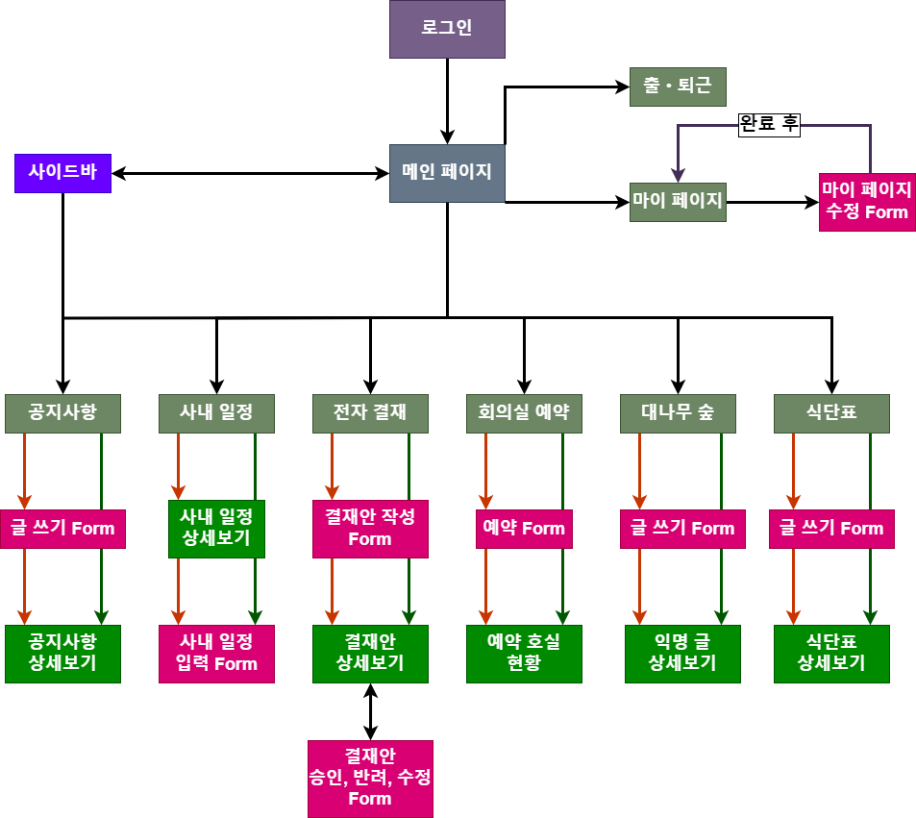 로그인
출・퇴근
완료 후
사이드바
메인 페이지
마이 페이지
마이 페이지
수정 Form
공지사항
사내 일정
전자 결재
회의실 예약
대나무 숲
식단표
글 쓰기 Form
사내 일정
상세보기
결재안 작성
Form
예약 Form
글 쓰기 Form
글 쓰기 Form
공지사항
상세보기
사내 일정
입력 Form
결재안
상세보기
예약 호실
현황
익명 글
상세보기
식단표
상세보기
결재안
승인, 반려, 수정
Form